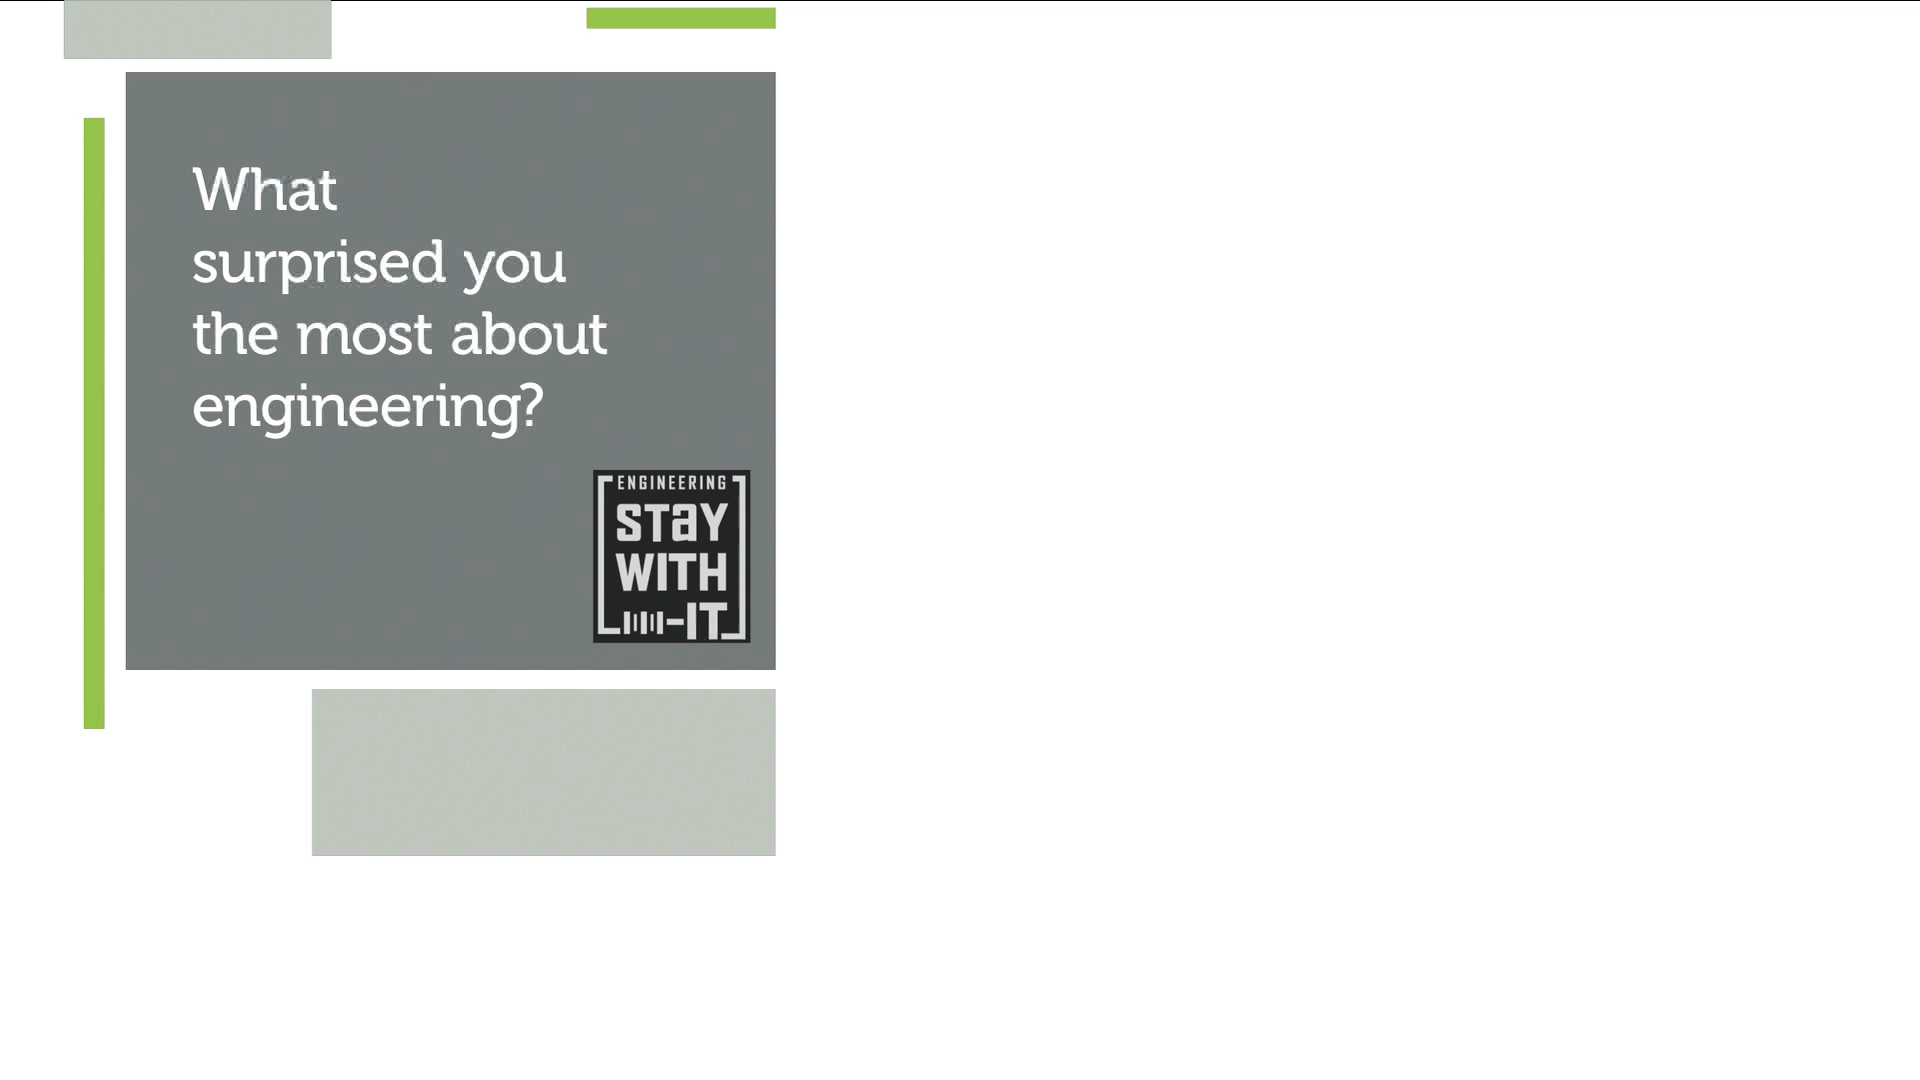 What
surprised you
the most about
engineering?
ENGINEERING
STaY
WITH
-IT